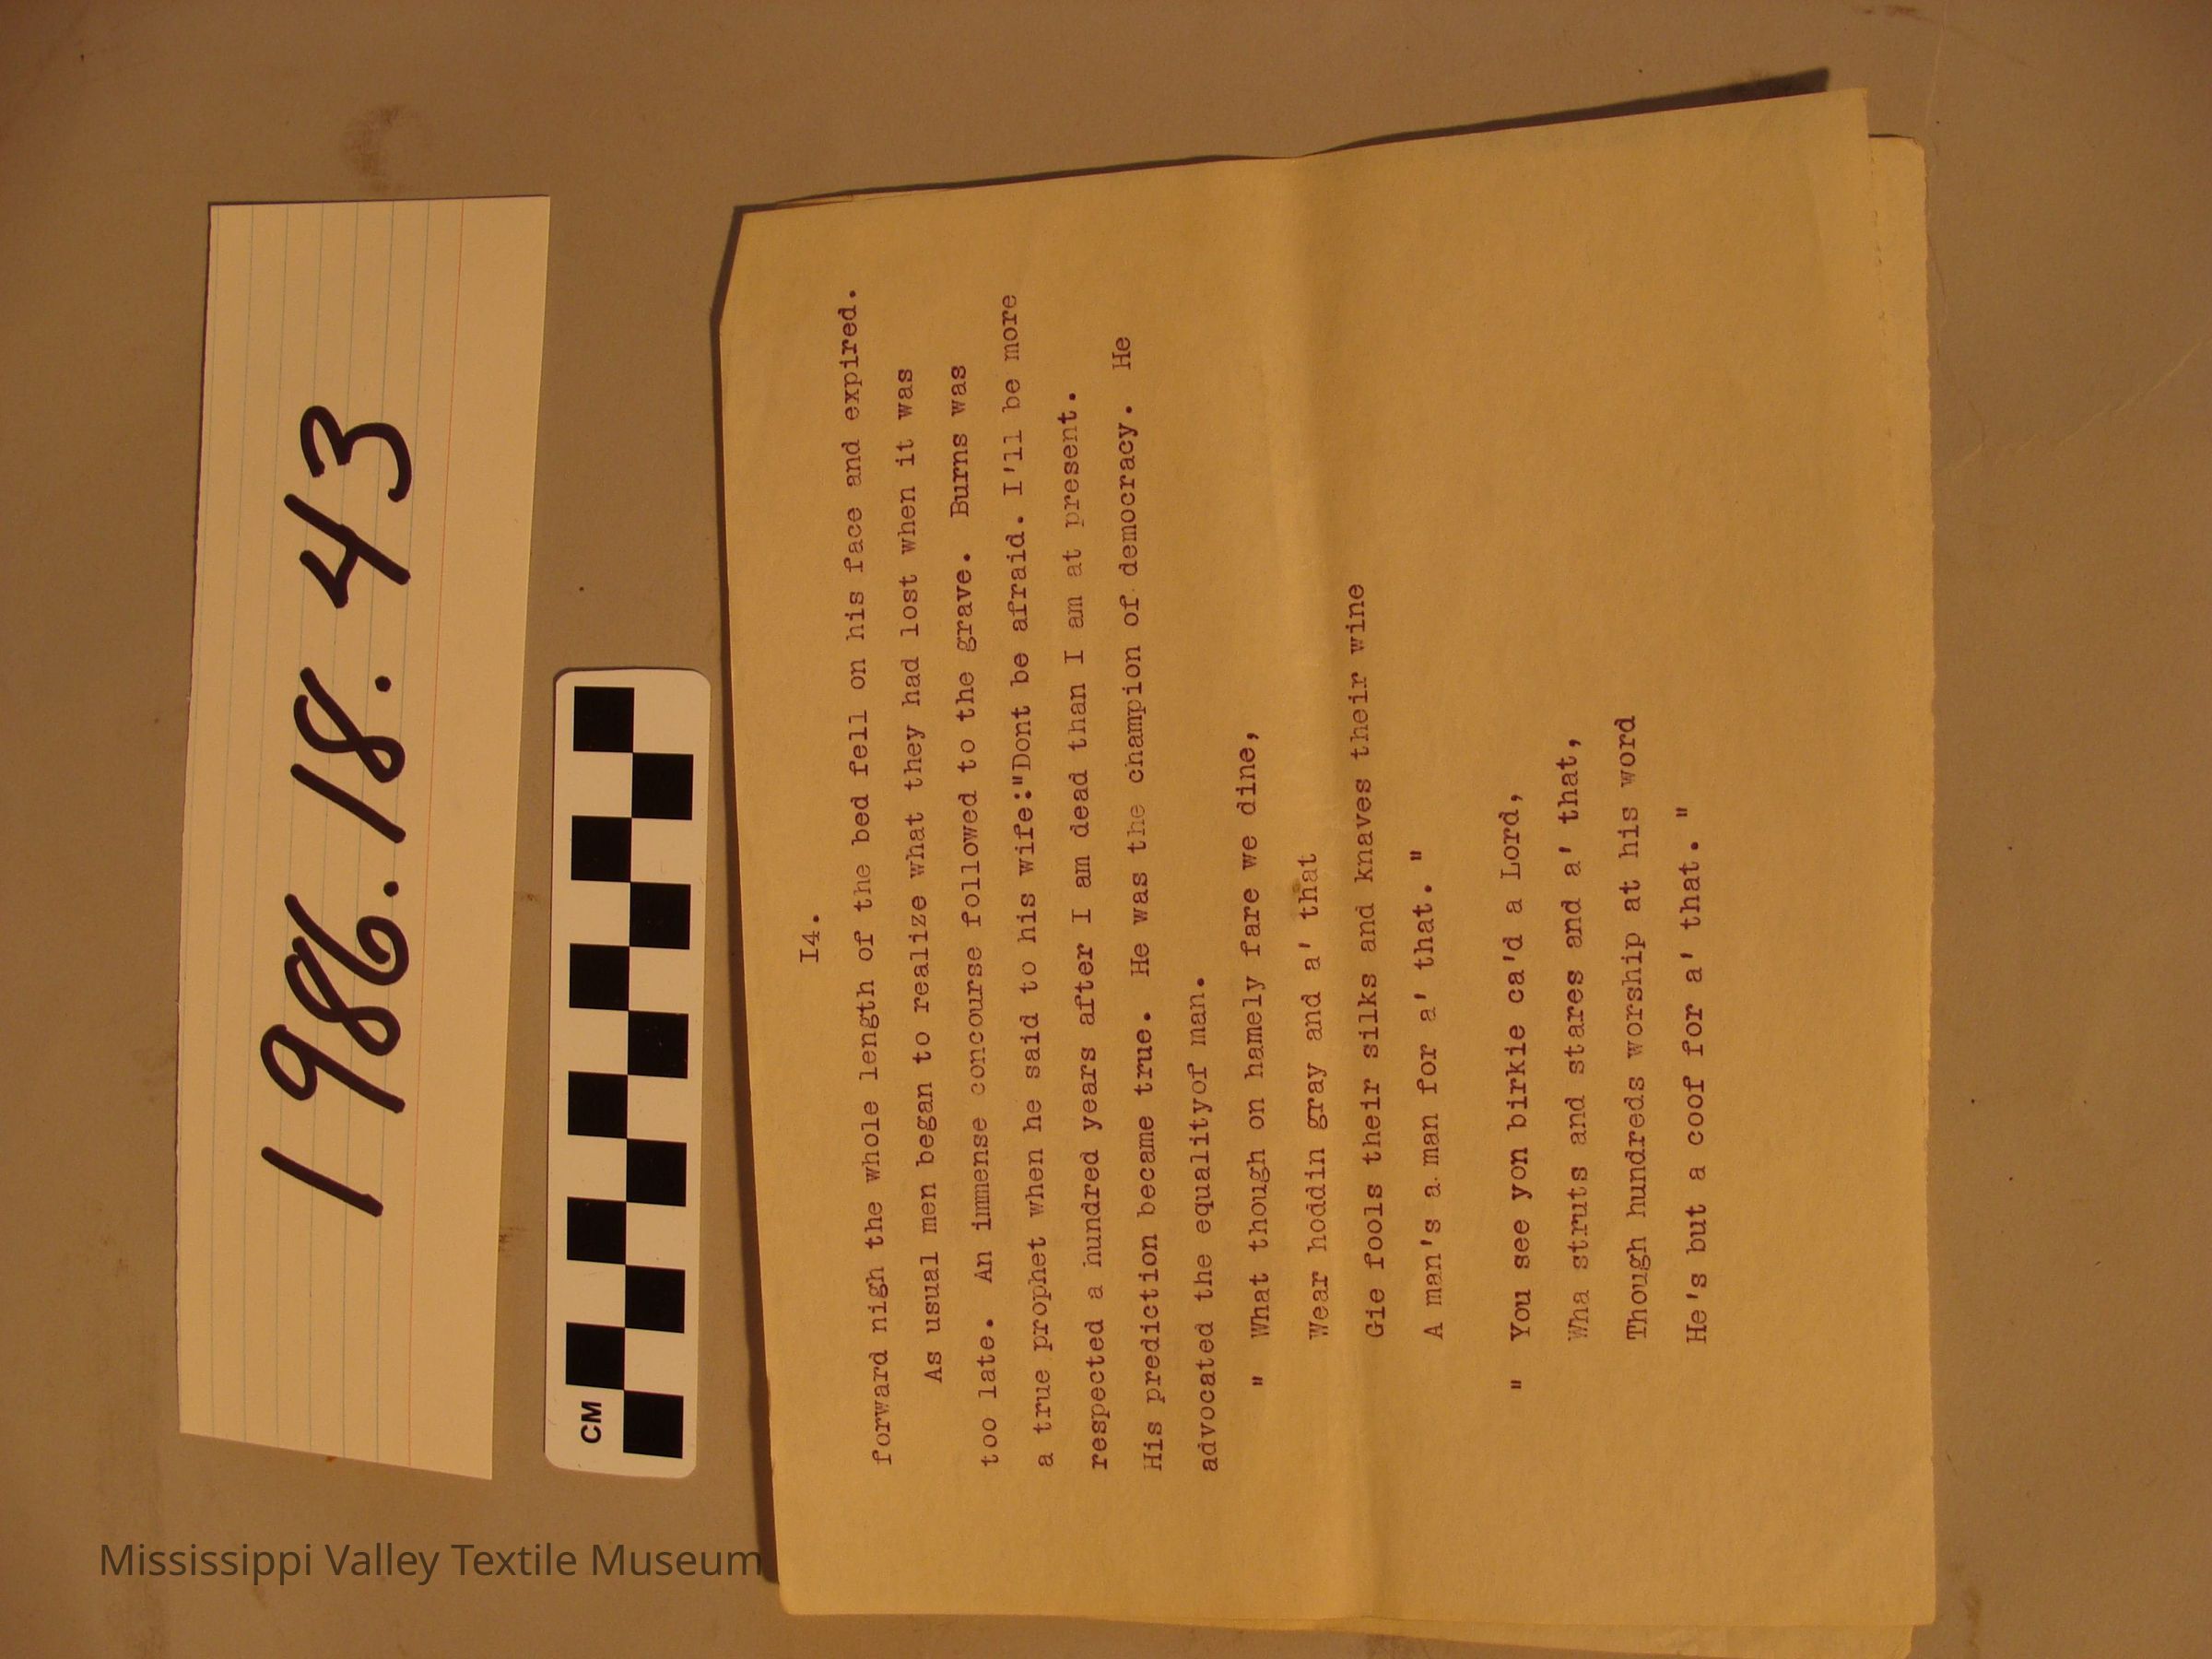 1986.18.43
CM
I4.
forward nigh the whole length of the bed fell on his face and expired.
As usual men began to realize what they had lost when it was
too late. An immense concourse followed to the grave. Burns was
a true prophet when he said to his wife:"Dont be afraid. I'll be more
respected a hundred years after I am dead than I am at present.
His prediction became true. He was the champion of democracy. He
advocated the equalityof man.
" What though on hamely fare we dine,
Wear hoddin gray and a' that
Gie fools their silks and knaves their wine
A man's a man for a' that. "
" You see yon birkie ca'd a Lord,
Wha struts and stares and a' that,
Though hundreds worship at his word
He's but a coof for a' that. "
Mississippi Valley Textile Museum